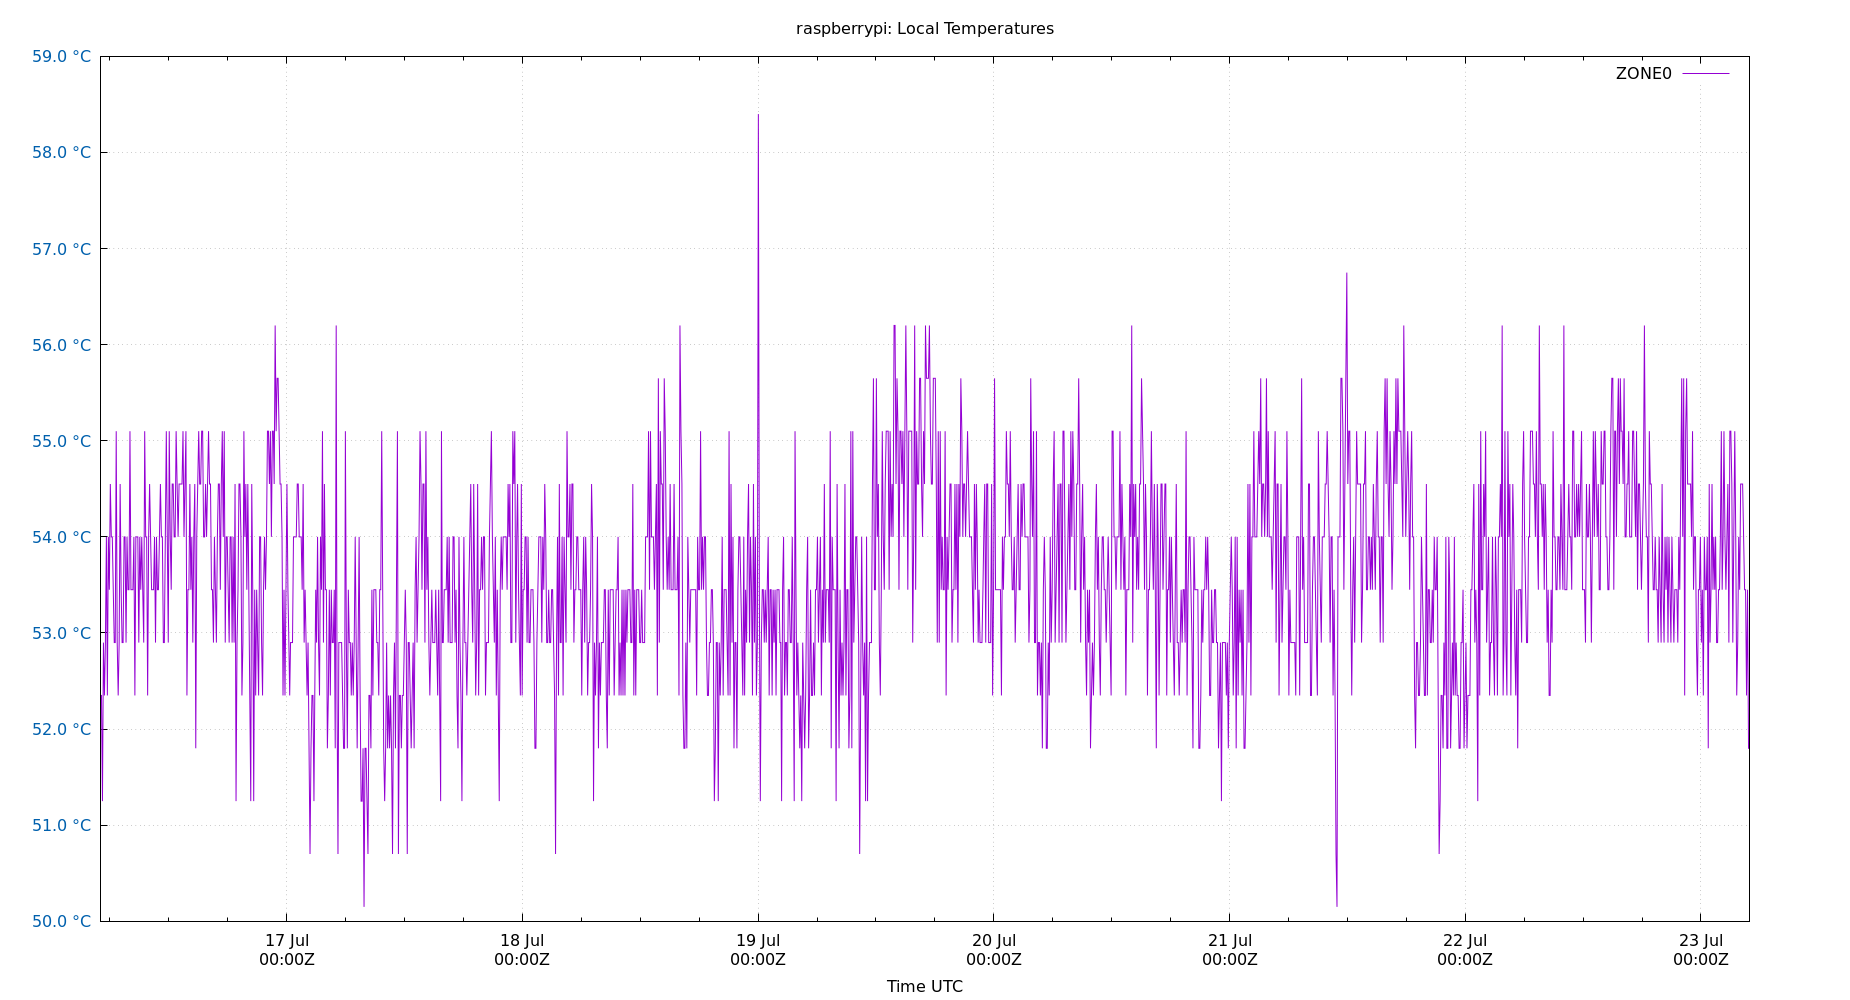 raspberrypi: Local Temperatures
59.0 °C
ZONE0
58.0 °C
57.0 °C
56.0 °C
55.0 °C
54.0 °C
53.0 °C
52.0 °C
51.0 °C
50.0 °C
17 Jul 18 Jul 19 Jul 20 Jul 21 Jul 22 Jul 23 Jul
00:00Z 00:00Z 00:00Z 00:00Z 00:00Z 00:00Z 00:00Z
Time UTC